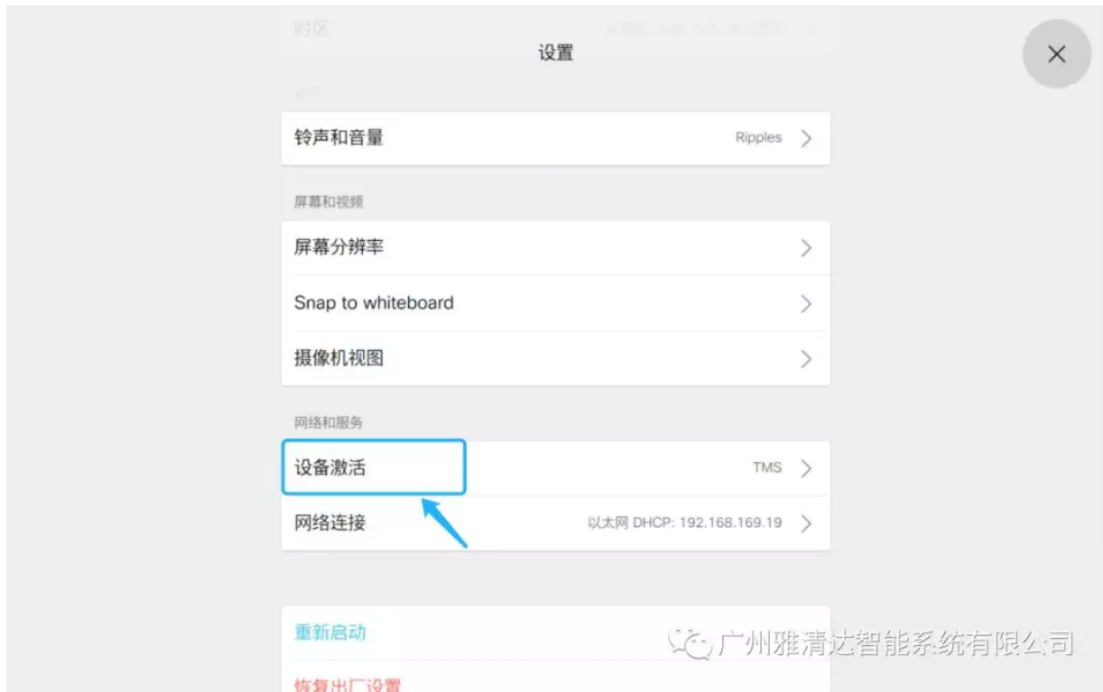 时区
设置
铃声和音量 Ripples
屏幕和视频
屏幕分辨率
Snap to whiteboard
摄像机视图
网络和服务
设备激活 TMS
网络连接 以太网 DHCP: 192.168.169.19
重新启动
恢复出厂设置
广州雅清达智能系统有限公司